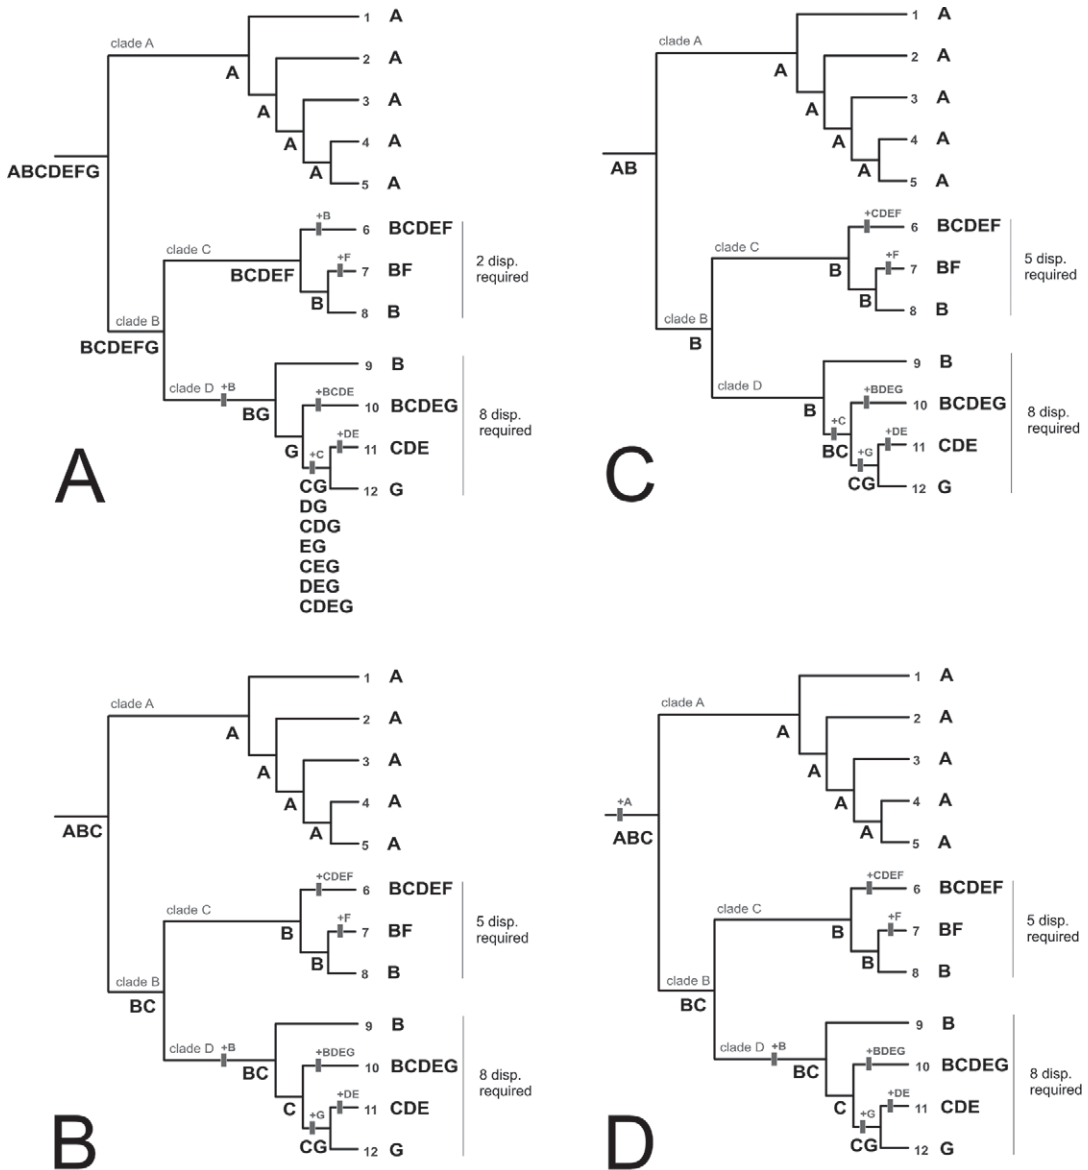 clade A
1 A
A
2 A
A
3 A
A
4 A
A
5 A
ABCDEFG
clade C
+B
6 BCDEF
BCDEF
+F
7 BF
B
8 B
2 disp.
required
clade B
BCDEFG
clade D
+B
9 B
BG
+BCDE
10 BCDEG
G
+DE
11 CDE
+C
12 G
CG
DG
CDG
EG
CEG
DEG
CDEG
8 disp.
required
A
clade A
1 A
A
2 A
A
3 A
A
4 A
A
5 A
AB
clade C
+CDEF
6 BCDEF
B
+F
7 BF
B
8 B
5 disp.
required
clade B
B
clade D
9 B
B
+BDEG
10 BCDEG
+C
BC
+DE
11 CDE
+G
CG
12 G
8 disp.
required
C
clade A
1 A
A
2 A
A
3 A
A
4 A
A
5 A
ABC
clade C
+CDEF
6 BCDEF
B
+F
7 BF
B
8 B
5 disp.
required
clade B
BC
clade D
+B
9 B
BC
+BDEG
10 BCDEG
C
+DE
11 CDE
+G
CG
12 G
8 disp.
required
B
clade A
1 A
A
2 A
A
3 A
A
4 A
A
5 A
+A
ABC
clade C
+CDEF
6 BCDEF
B
+F
7 BF
B
8 B
5 disp.
required
clade B
BC
clade D
+B
9 B
BC
+BDEG
10 BCDEG
C
+DE
11 CDE
+G
CG
12 G
8 disp.
required
D